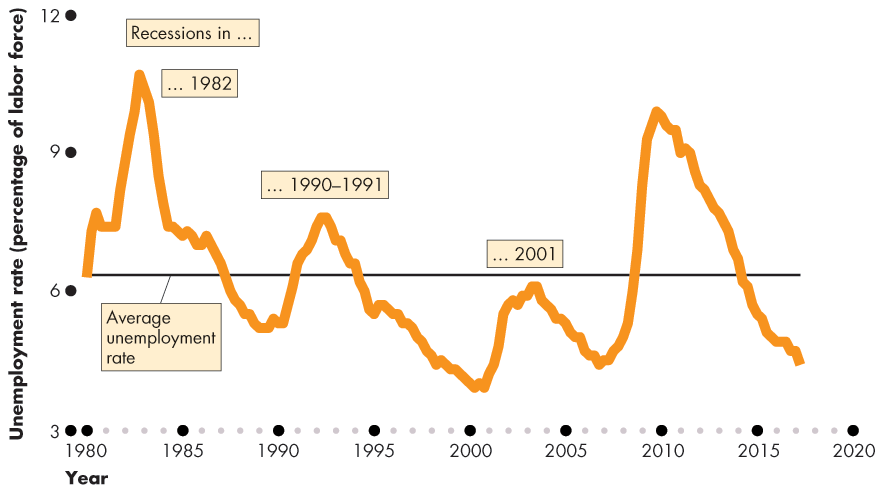 Unemployment rate (percentage of labor force)
12
9
6
3
Recessions in ...
... 1982
... 1990–1991
... 2001
Average
unemployment
rate
1980 1985 1990 1995 2000 2005 2010 2015 2020
Year